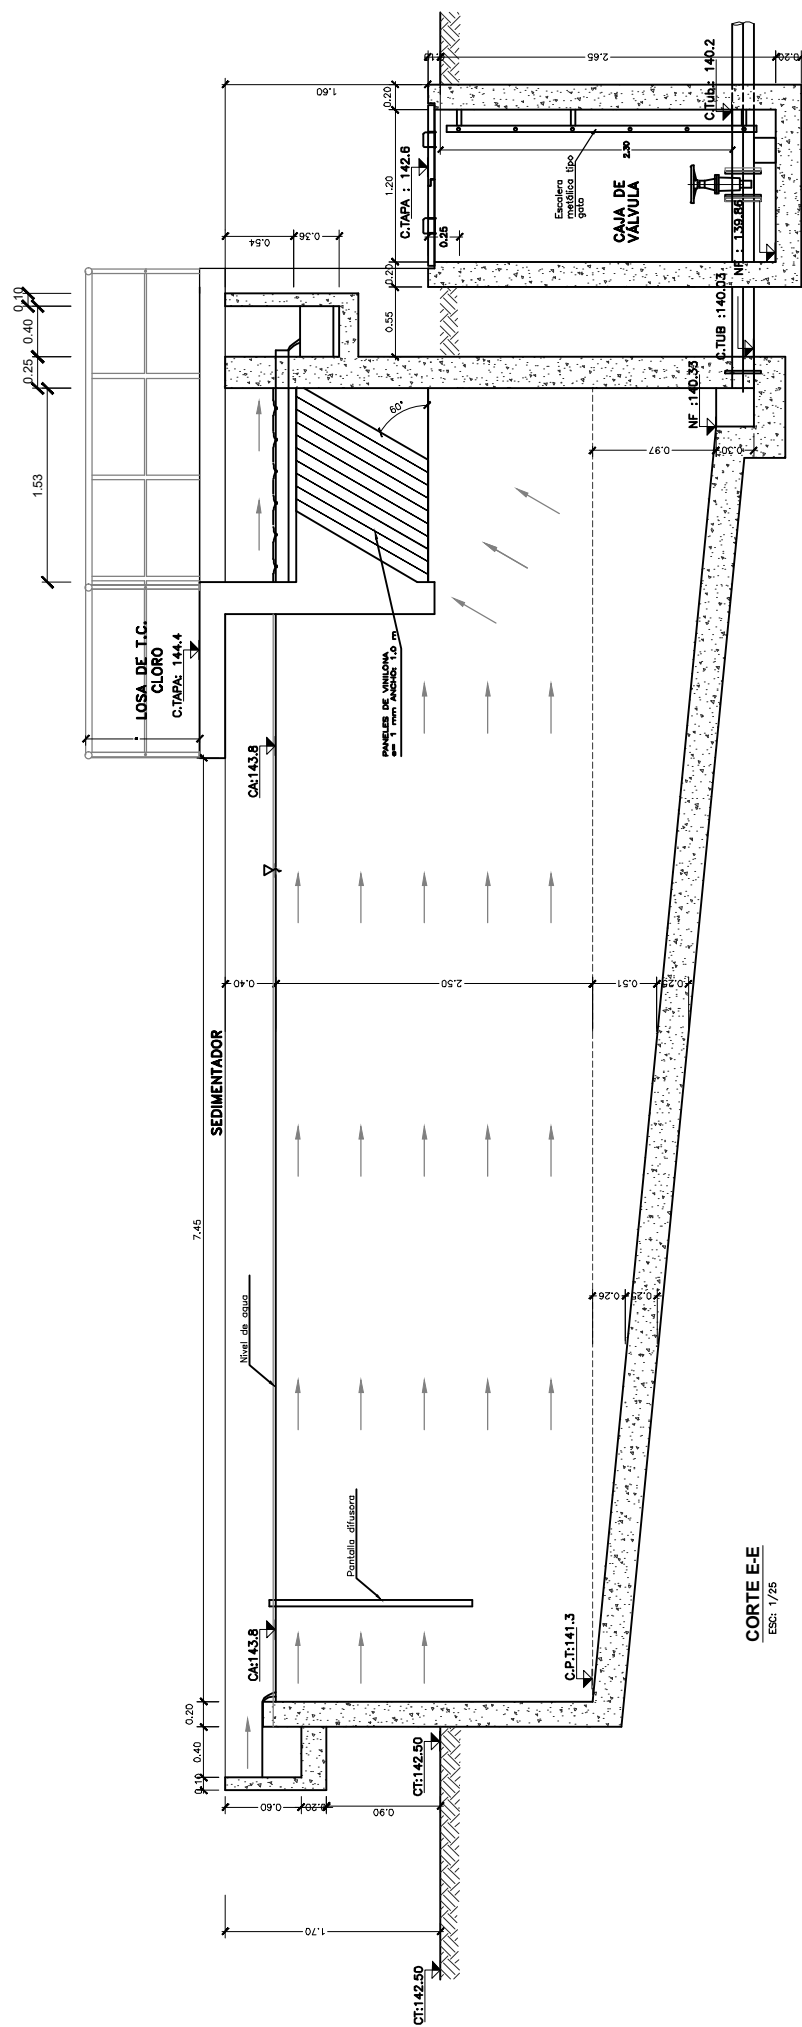 CT:142.50
1.70
0.10
0.40
0.20
0.60
0.20
0.90
CT:142.50
CA:143.8
Pantalla difusora
C.P.T:141.3
Nivel de agua
7.45
SEDIMENTADOR
0.26
0.25
0.40
2.50
0.51
0.25
CA:143.8
LOSA DE T.C.
CLORO
C.TAPA: 144.4
PANELES DE VINILONA
e= 1 mm ANCHO: 1.0 m
60°
1.53
0.25
0.40
0.10
0.54
0.36
0.97
0.30
NF :140.33
C.TUB :140.03
NF : 139.86
0.55
0.20
1.20
0.20
1.60
0.25
C.TAPA : 142.6
Escalera
metálica tipo
gato
CAJA DE
VÁLVULA
2.30
C.Tub.: 140.2
2.65
0.20
CORTE E-E
ESC: 1/25